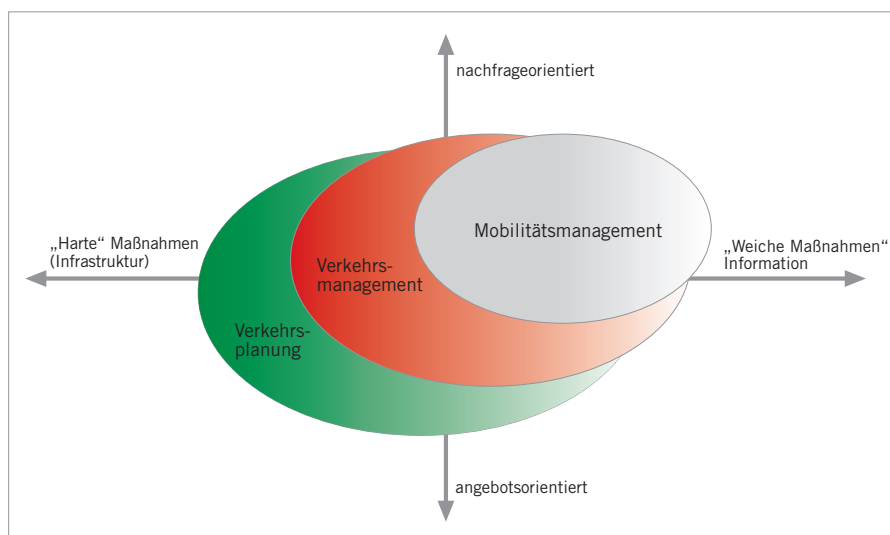 nachfrageorientiert
„Harte“ Maßnahmen
(Infrastruktur)
Mobilitätsmanagement
„Weiche Maßnahmen“
Information
Verkehrs-
management
Verkehrs-
planung
angebotsorientiert